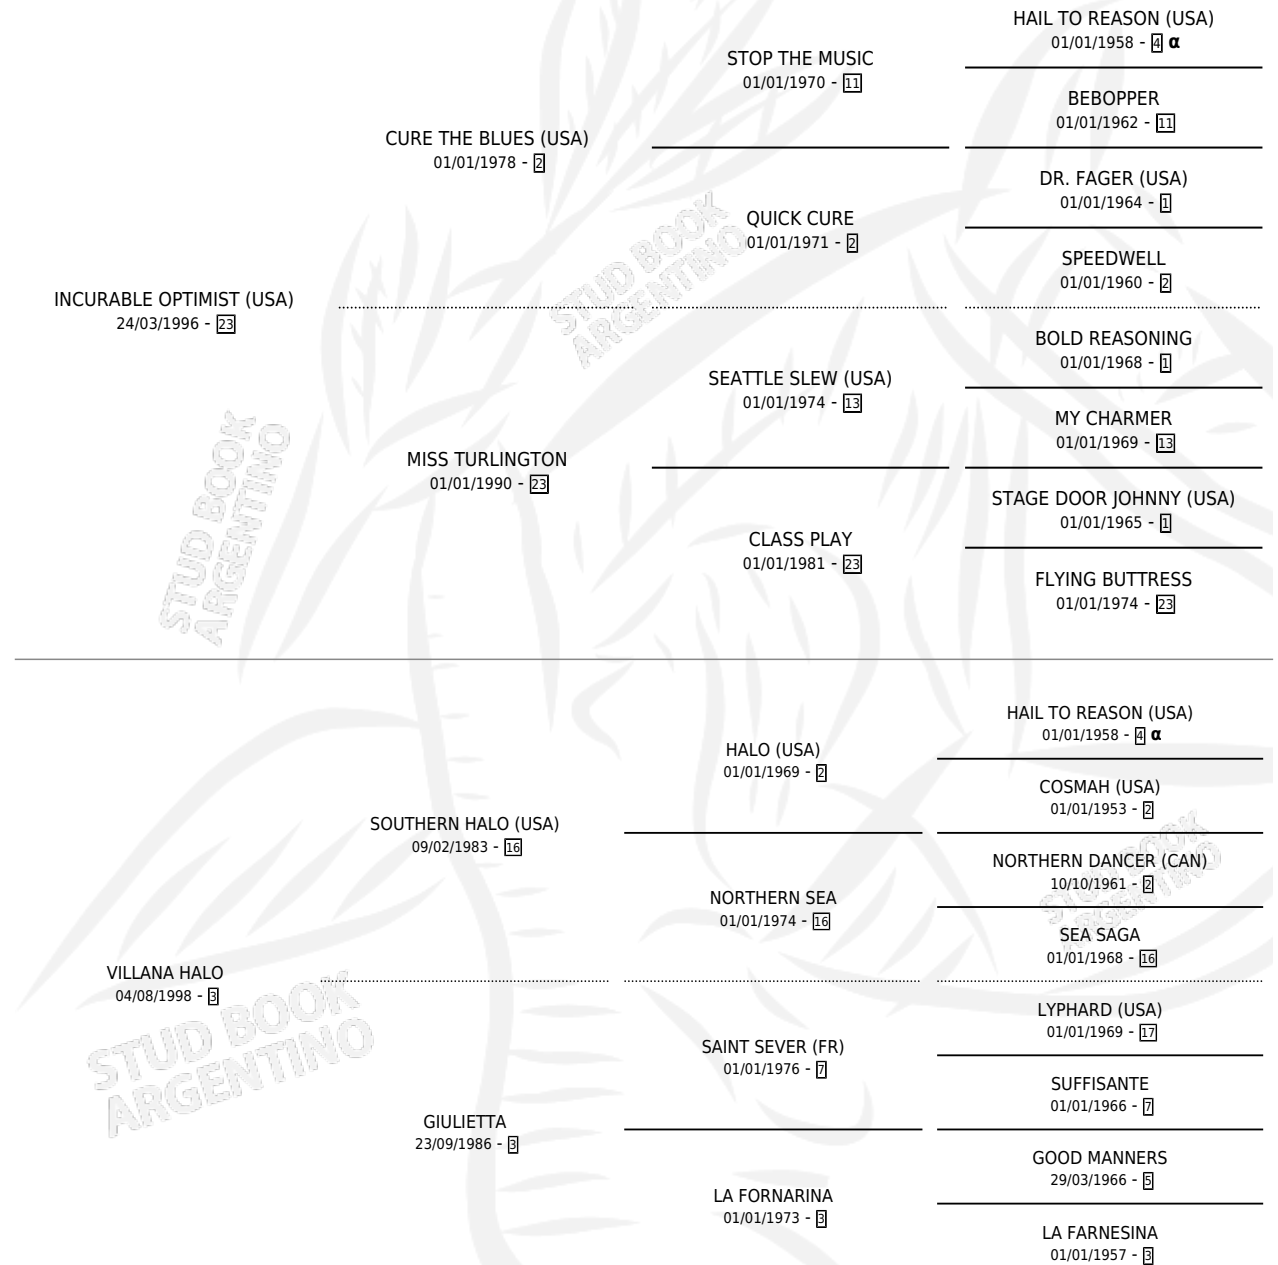 HAIL TO REASON (USA)
01/01/1958 - 4 α
STOP THE MUSIC
01/01/1970 - 11
BEBOPPER
01/01/1962 - 11
CURE THE BLUES (USA)
01/01/1978 - 2
DR. FAGER (USA)
01/01/1964 - 1
QUICK CURE
01/01/1971 - 2
SPEEDWELL
01/01/1960 - 2
STUD BOOK
ARGENTINO
INCURABLE OPTIMIST (USA)
24/03/1996 - 23
BOLD REASONING
01/01/1968 - 1
SEATTLE SLEW (USA)
01/01/1974 - 13
MY CHARMER
01/01/1969 - 13
MISS TURLINGTON
01/01/1990 - 23
STAGE DOOR JOHNNY (USA)
01/01/1965 - 1
CLASS PLAY
01/01/1981 - 23
FLYING BUTTRESS
01/01/1974 - 23
STUD BOOK
ARGENTINO
HAIL TO REASON (USA)
01/01/1958 - 4 α
HALO (USA)
01/01/1969 - 2
COSMAH (USA)
01/01/1953 - 2
SOUTHERN HALO (USA)
09/02/1983 - 16
NORTHERN DANCER (CAN)
10/10/1961 - 2
STUD BOOK
ARGENTINO
NORTHERN SEA
01/01/1974 - 16
SEA SAGA
01/01/1968 - 16
VILLANA HALO
04/08/1998 - 3
STUD BOOK
ARGENTINO
LYPHARD (USA)
01/01/1969 - 17
SAINT SEVER (FR)
01/01/1976 - 7
SUFFISANTE
01/01/1966 - 7
GIULIETTA
23/09/1986 - 3
GOOD MANNERS
29/03/1966 - 5
LA FORNARINA
01/01/1973 - 3
LA FARNESINA
01/01/1957 - 3